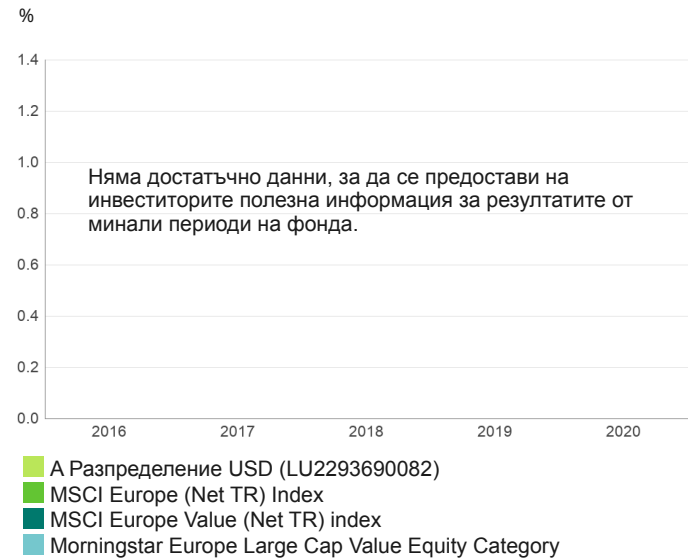 %
1.4
1.2
1.0
Няма достатъчно данни, за да се предостави на
инвеститорите полезна информация за резултатите от
0.8
минали периоди на фонда.
0.6
0.4
0.2
0.0
2016 2017 2018 2019 2020
A Разпределение USD (LU2293690082)
MSCI Europe (Net TR) Index
MSCI Europe Value (Net TR) index
Morningstar Europe Large Cap Value Equity Category